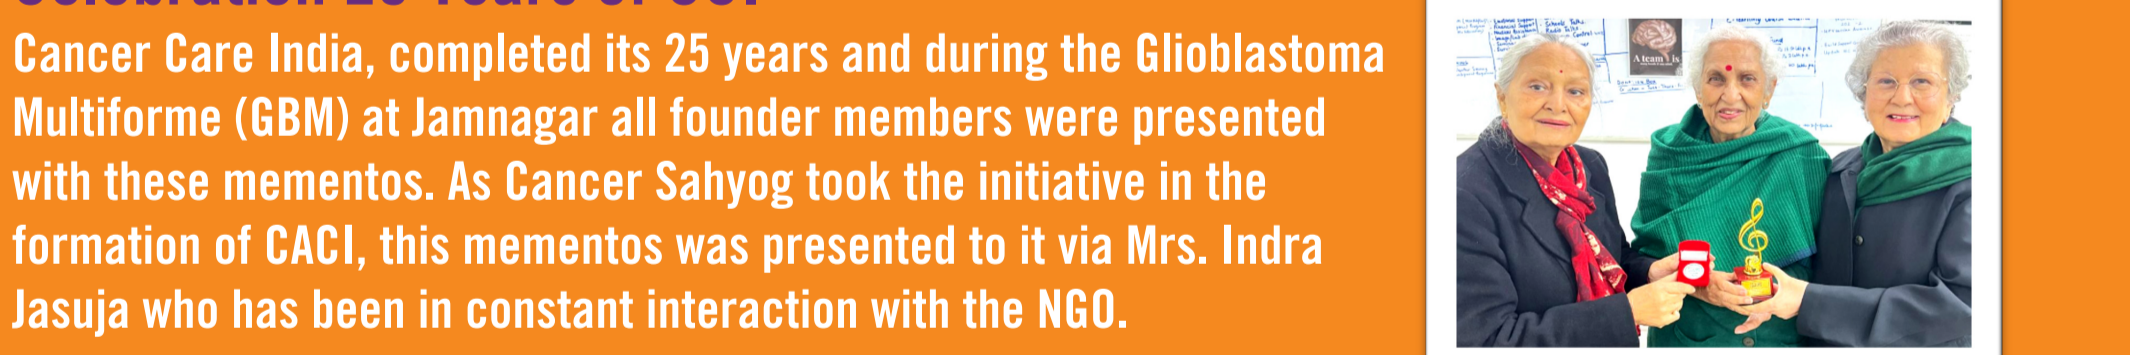 Cancer Care India, completed its 25 years and during the Glioblastoma
Multiforme (GBM) at Jamnagar all founder members were presented
with these mementos. As Cancer Sahyog took the initiative in the
formation of CACI, this mementos was presented to it via Mrs. Indra
Jasuja who has been in constant interaction with the NGO.
A team is